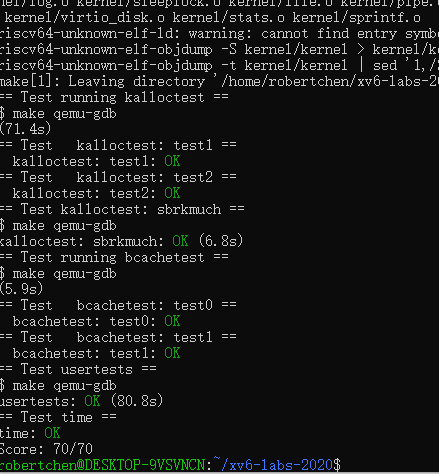 kernel/log.o kernel/sleeplock.o kernel/file.o kernel/pipe.
kernel/virtio_disk.o kernel/stats.o kernel/sprintf.o
riscv64-unknown-elf-ld: warning: cannot find entry symbo
riscv64-unknown-elf-objdump -S kernel/kernel > kernel/ke
riscv64-unknown-elf-objdump -t kernel/kernel | sed '1,/S
make[1]: Leaving directory '/home/robertchen/xv6-labs-20
== Test running kalloctest ==
$ make qemu-gdb
(71.4s)
== Test   kalloctest: test1 ==
  kalloctest: test1: OK
== Test   kalloctest: test2 ==
  kalloctest: test2: OK
== Test kalloctest: sbrkmuch ==
$ make qemu-gdb
kalloctest: sbrkmuch: OK (6.8s)
== Test running bcachetest ==
$ make qemu-gdb
(5.9s)
== Test   bcachetest: test0 ==
  bcachetest: test0: OK
== Test   bcachetest: test1 ==
  bcachetest: test1: OK
== Test usertests ==
$ make qemu-gdb
usertests: OK (80.8s)
== Test time ==
time: OK
Score: 70/70
robertchen@DESKTOP-9VSVNCN:~/xv6-labs-2020$